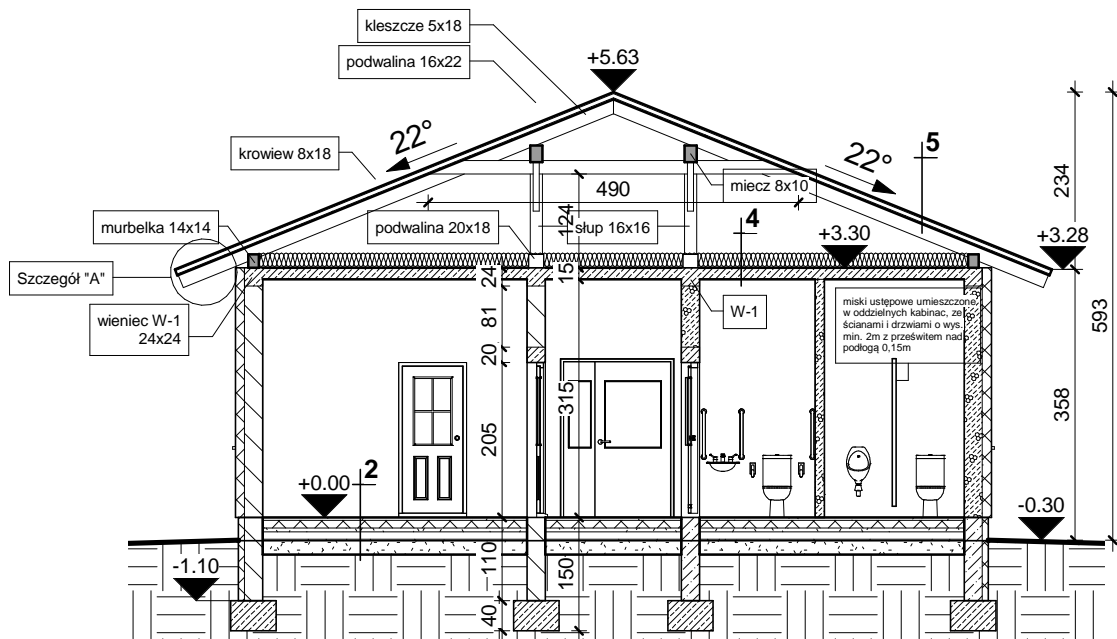 kleszcze 5x18
+5.63
podwalina 16x22
22°
krowiew 8x18
22°
5
miecz 8x10
490
234
murbelka 14x14
podwalina 20x18
124
słup 16x16
4
+3.30
+3.28
Szczegół "A"
24
15
wieniec W-1
24x24
W-1
miski ustępowe umieszczone
w oddzielnych kabinac, ze
ścianami i drzwiami o wys.
min. 2m z prześwitem nad
podłogą 0,15m
593
81
20
315
358
205
+0.00
2
-0.30
-1.10
110
150
40